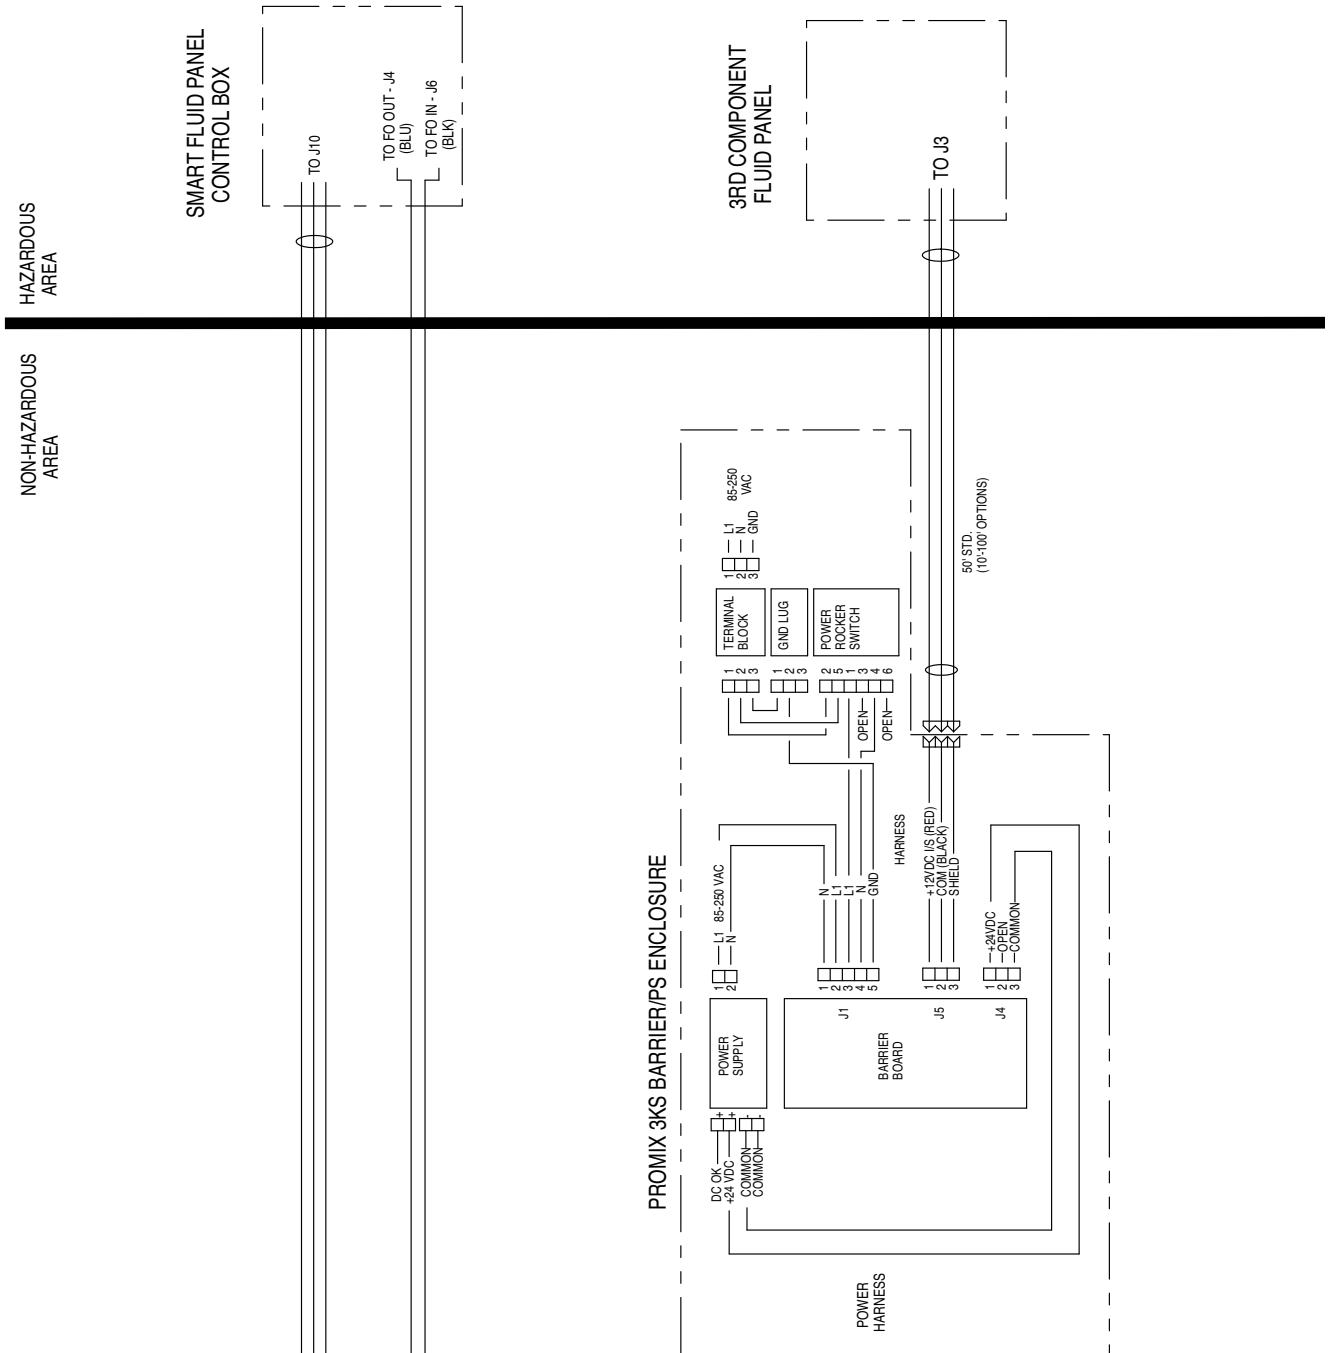 HAZARDOUS
AREA
NON-HAZARDOUS
AREA
SMART FLUID PANEL
CONTROL BOX
TO J10
TO FO OUT - J4
(BLU)
TO FO IN - J6
(BLK)
3RD COMPONENT
FLUID PANEL
TO J3
50' STD.
(10'-100' OPTIONS)
PROMIX 3KS BARRIER/PS ENCLOSURE
85-250
VAC
L1
N
GND
1
2
3
TERMINAL
BLOCK
GND LUG
POWER
ROCKER
SWITCH
1
2
3
1
2
3
2
5
1
3
4
6
OPEN
OPEN
HARNESS
L1 85-250 VAC
N
1
2
POWER
SUPPLY
+
+
-
-
DC OK
+24 VDC
COMMON
COMMON
N
L1
L1
N
GND
1
2
3
4
5
J1
+12VDC I/S (RED)
COM (BLACK)
SHIELD
1
2
3
J5
+24VDC
OPEN
COMMON
1
2
3
J4
BARRIER
BOARD
POWER
HARNESS